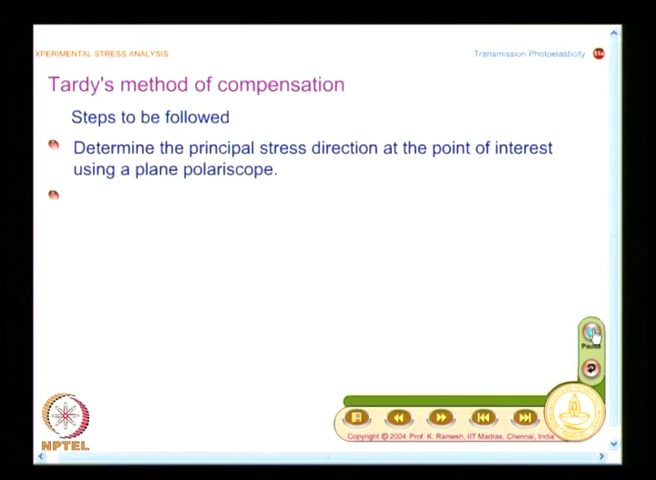 XPERIMENTAL STRESS ANALYSIS
Transmission Photoelasticity
Tardy's method of compensation
Steps to be followed
Determine the principal stress direction at the point of interest
using a plane polariscope.
NPTEL
Copyright © 2004 Prof. K. Ramesh, IIT Madras, Chennai, India